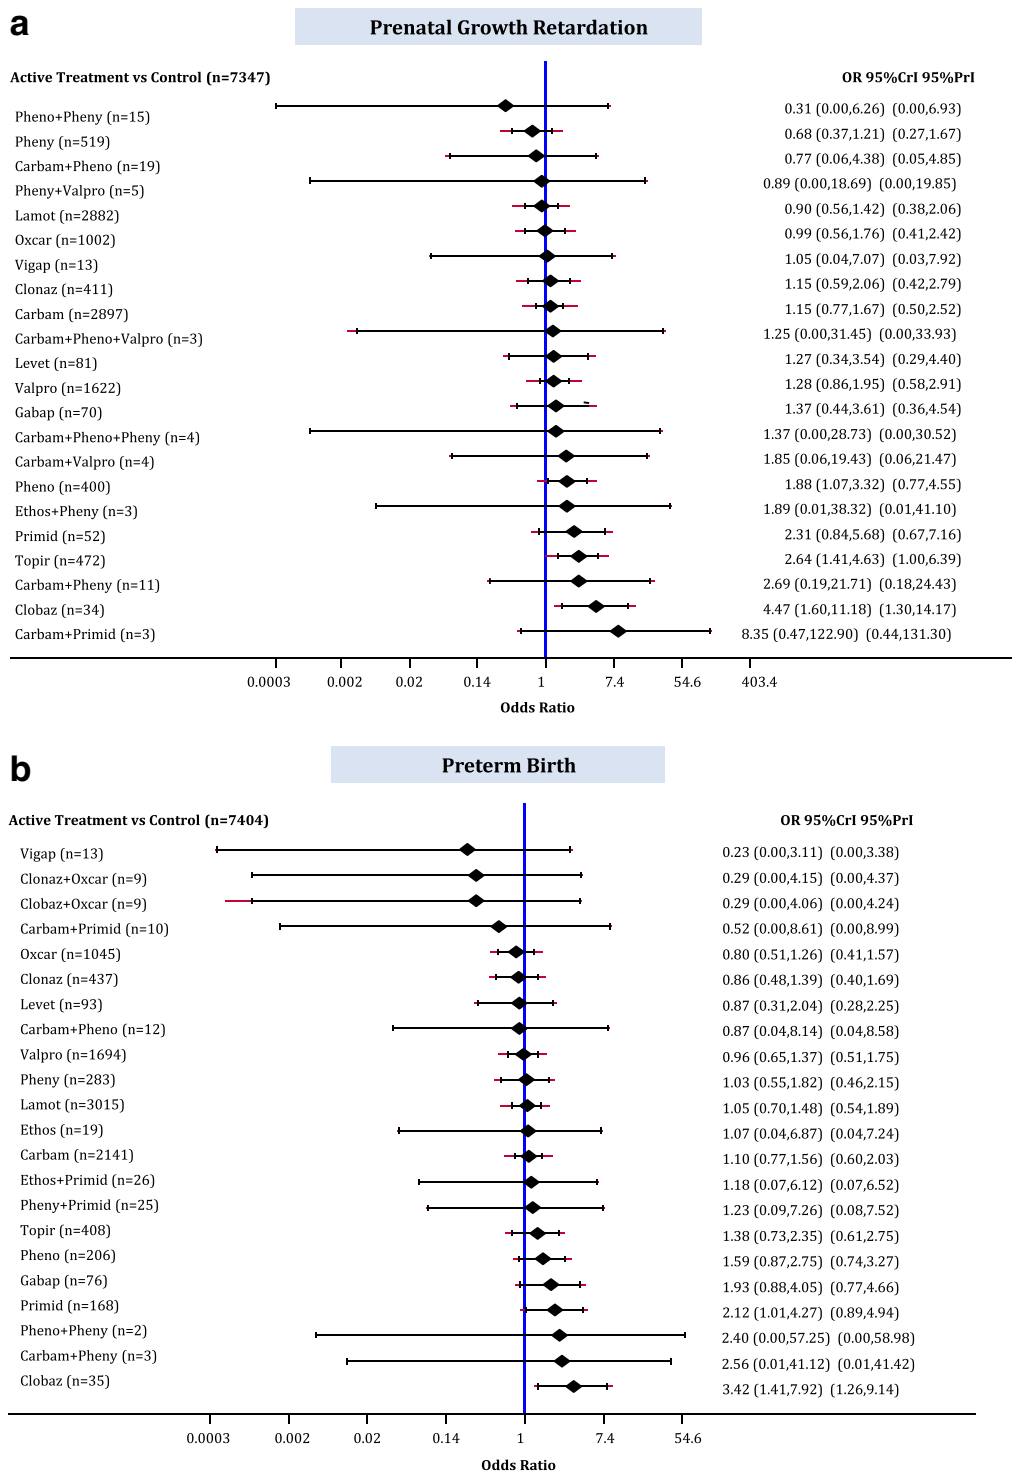 a
Prenatal Growth Retardation
Active Treatment vs Control (n=7347) OR 95%CrI 95%PrI
Pheno+Pheny (n=15) 0.31 (0.00,6.26) (0.00,6.93)
Pheny (n=519) 0.68 (0.37,1.21) (0.27,1.67)
Carbam+Pheno (n=19) 0.77 (0.06,4.38) (0.05,4.85)
Pheny+Valpro (n=5) 0.89 (0.00,18.69) (0.00,19.85)
Lamot (n=2882) 0.90 (0.56,1.42) (0.38,2.06)
Oxcar (n=1002) 0.99 (0.56,1.76) (0.41,2.42)
Vigap (n=13) 1.05 (0.04,7.07) (0.03,7.92)
Clonaz (n=411) 1.15 (0.59,2.06) (0.42,2.79)
Carbam (n=2897) 1.15 (0.77,1.67) (0.50,2.52)
Carbam+Pheno+Valpro (n=3) 1.25 (0.00,31.45) (0.00,33.93)
Levet (n=81) 1.27 (0.34,3.54) (0.29,4.40)
Valpro (n=1622) 1.28 (0.86,1.95) (0.58,2.91)
Gabap (n=70) 1.37 (0.44,3.61) (0.36,4.54)
Carbam+Pheno+Pheny (n=4) 1.37 (0.00,28.73) (0.00,30.52)
Carbam+Valpro (n=4) 1.85 (0.06,19.43) (0.06,21.47)
Pheno (n=400) 1.88 (1.07,3.32) (0.77,4.55)
Ethos+Pheny (n=3) 1.89 (0.01,38.32) (0.01,41.10)
Primid (n=52) 2.31 (0.84,5.68) (0.67,7.16)
Topir (n=472) 2.64 (1.41,4.63) (1.00,6.39)
Carbam+Pheny (n=11) 2.69 (0.19,21.71) (0.18,24.43)
Clobaz (n=34) 4.47 (1.60,11.18) (1.30,14.17)
Carbam+Primid (n=3) 8.35 (0.47,122.90) (0.44,131.30)
0.0003 0.002 0.02 0.14 1 7.4 54.6 403.4
Odds Ratio
b
Preterm Birth
Active Treatment vs Control (n=7404) OR 95%CrI 95%PrI
Vigap (n=13) 0.23 (0.00,3.11) (0.00,3.38)
Clonaz+Oxcar (n=9) 0.29 (0.00,4.15) (0.00,4.37)
Clobaz+Oxcar (n=9) 0.29 (0.00,4.06) (0.00,4.24)
Carbam+Primid (n=10) 0.52 (0.00,8.61) (0.00,8.99)
Oxcar (n=1045) 0.80 (0.51,1.26) (0.41,1.57)
Clonaz (n=437) 0.86 (0.48,1.39) (0.40,1.69)
Levet (n=93) 0.87 (0.31,2.04) (0.28,2.25)
Carbam+Pheno (n=12) 0.87 (0.04,8.14) (0.04,8.58)
Valpro (n=1694) 0.96 (0.65,1.37) (0.51,1.75)
Pheny (n=283) 1.03 (0.55,1.82) (0.46,2.15)
Lamot (n=3015) 1.05 (0.70,1.48) (0.54,1.89)
Ethos (n=19) 1.07 (0.04,6.87) (0.04,7.24)
Carbam (n=2141) 1.10 (0.77,1.56) (0.60,2.03)
Ethos+Primid (n=26) 1.18 (0.07,6.12) (0.07,6.52)
Pheny+Primid (n=25) 1.23 (0.09,7.26) (0.08,7.52)
Topir (n=408) 1.38 (0.73,2.35) (0.61,2.75)
Pheno (n=206) 1.59 (0.87,2.75) (0.74,3.27)
Gabap (n=76) 1.93 (0.88,4.05) (0.77,4.66)
Primid (n=168) 2.12 (1.01,4.27) (0.89,4.94)
Pheno+Pheny (n=2) 2.40 (0.00,57.25) (0.00,58.98)
Carbam+Pheny (n=3) 2.56 (0.01,41.12) (0.01,41.42)
Clobaz (n=35) 3.42 (1.41,7.92) (1.26,9.14)
0.0003 0.002 0.02 0.14 1 7.4 54.6
Odds Ratio